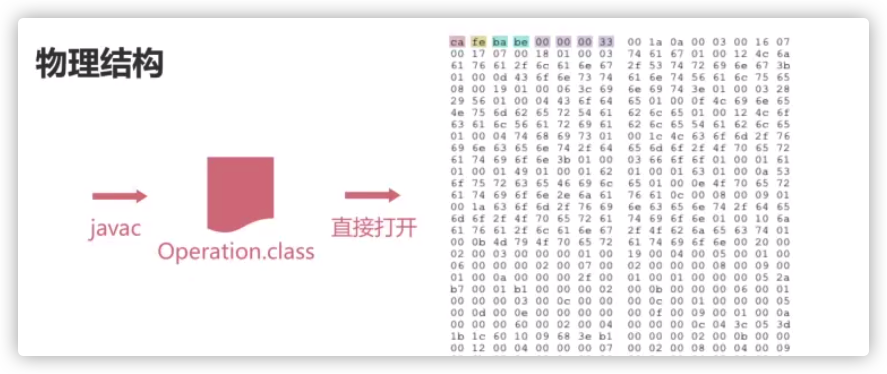 物理结构
javac
Operation.class
直接打开
ca fe ba be 00 00 00 33 00 1a 0a 00 03 00 16 07
00 17 07 00 18 01 00 03 74 61 67 01 00 12 4c 6a
61 76 61 2f 6c 61 6e 67 2f 53 74 72 69 6e 67 3b
01 00 0d 43 6f 6e 73 74 61 6e 74 56 61 6c 75 65
08 00 19 01 00 06 3c 69 6e 69 74 3e 01 00 03 28
29 56 01 00 04 43 6f 64 65 01 00 0f 4c 69 6e 65
4e 75 6d 62 65 72 54 61 62 6c 65 01 00 12 4c 6f
63 61 6c 56 61 72 69 61 62 6c 65 54 61 62 6c 65
01 00 04 74 68 69 73 01 00 1c 4c 63 6f 6d 2f 76
69 6e 63 65 6e 74 2f 64 65 6d 6f 2f 4f 70 65 72
61 74 69 6f 6e 3b 01 00 03 66 6f 6f 01 00 01 61
01 00 01 49 01 00 01 62 01 00 01 63 01 00 0a 53
6f 75 72 63 65 46 69 6c 65 01 00 0e 4f 70 65 72
61 74 69 6f 6e 2e 6a 61 76 61 0c 00 08 00 09 01
00 1a 63 6f 6d 2f 76 69 6e 63 65 6e 74 2f 64 65
6d 6f 2f 4f 70 65 72 61 74 69 6f 6e 01 00 10 6a
61 76 61 2f 6c 61 6e 67 2f 4f 62 6a 65 63 74 01
00 0b 4d 79 4f 70 65 72 61 74 69 6f 6e 00 20 00
02 00 03 00 00 00 01 00 19 00 04 00 05 00 01 00
06 00 00 00 02 00 07 00 02 00 00 00 08 00 09 00
01 00 0a 00 00 00 2f 00 01 00 01 00 00 00 05 2a
b7 00 01 b1 00 00 00 02 00 0b 00 00 00 06 00 01
00 00 00 03 00 0c 00 00 00 0c 00 01 00 00 00 05
00 0d 00 0e 00 00 00 00 00 0f 00 09 00 01 00 0a
00 00 00 60 00 02 00 04 00 00 00 0c 04 3c 05 3d
1b 1c 60 10 09 68 3e b1 00 00 00 02 00 0b 00 00
00 12 00 04 00 00 00 07 00 02 00 08 00 04 00 09